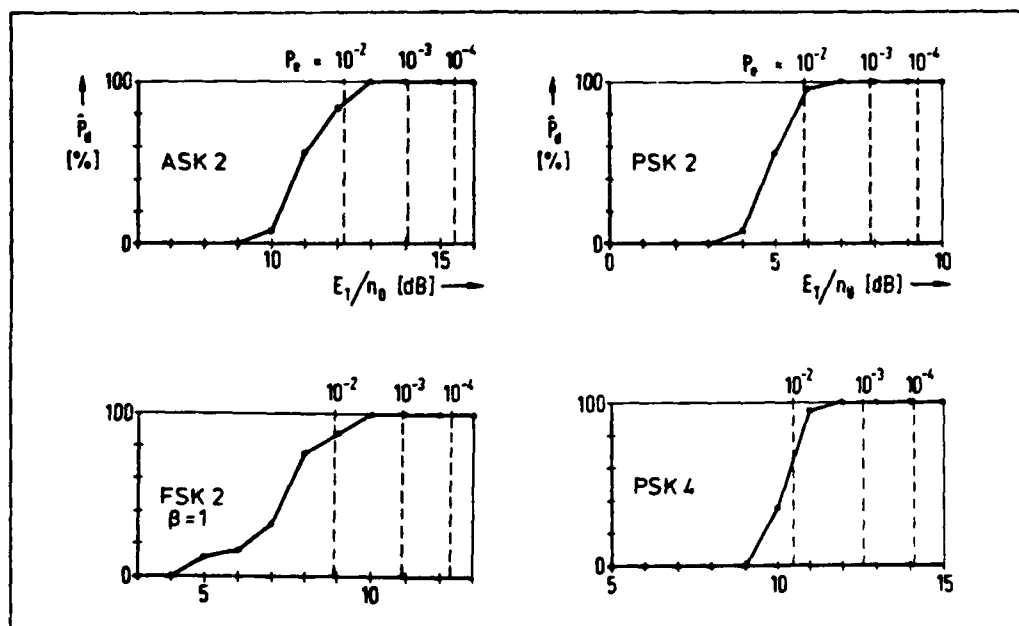 P_e = 10^-2 10^-3 10^-4
100
P̂_d
[%]
ASK 2
0
10 15
E_T/n_0 [dB]
P_e = 10^-2 10^-3 10^-4
100
P̂_d
[%]
PSK 2
0
0 5 10
E_T/n_0 [dB]
10^-2 10^-3 10^-4
100
FSK 2
β=1
0
5 10
10^-2 10^-3 10^-4
100
PSK 4
0
5 10 15